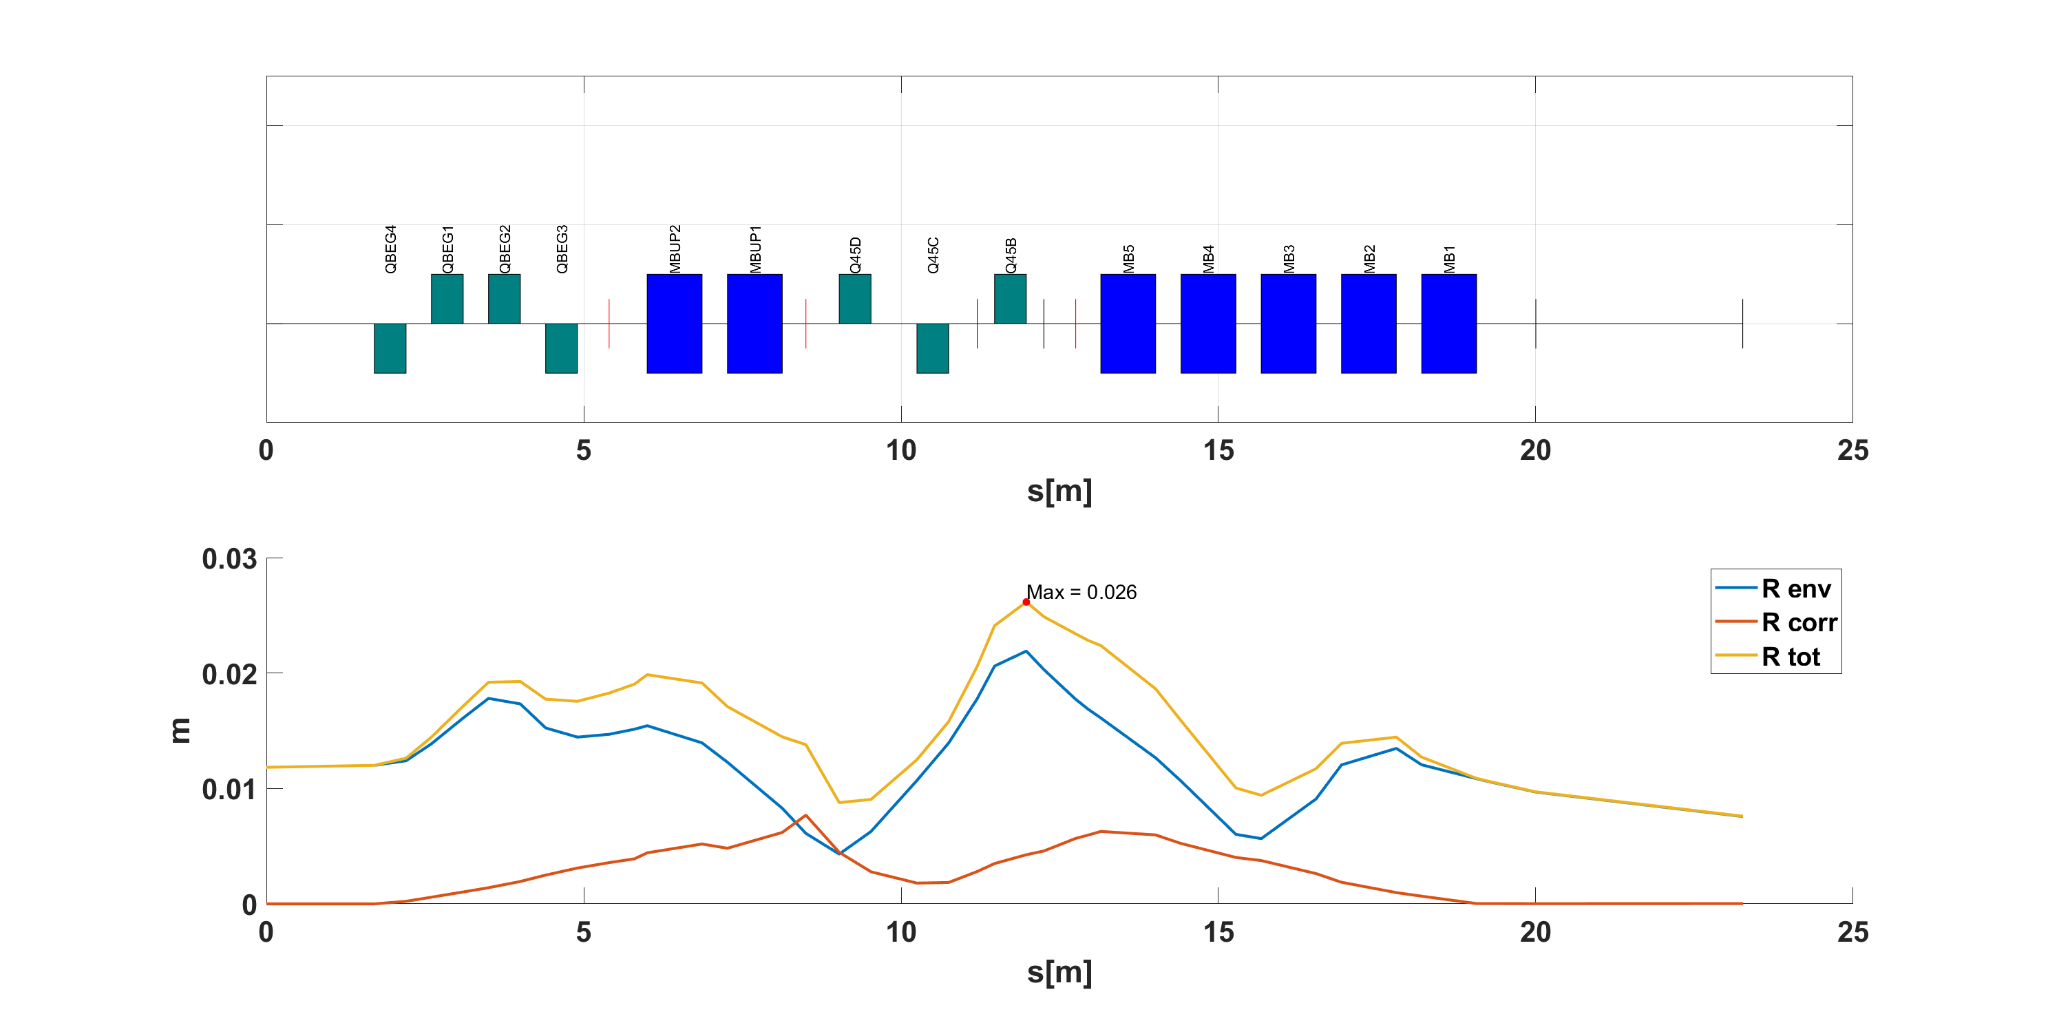 QBEG4
QBEG1
QBEG2
QBEG3
MBUP2
MBUP1
Q45D
Q45C
Q45B
MB5
MB4
MB3
MB2
MB1
0 5 10 15 20 25
s[m]
0.03
0.02
0.01
0
m
Max = 0.026
R env
R corr
R tot
0 5 10 15 20 25
s[m]